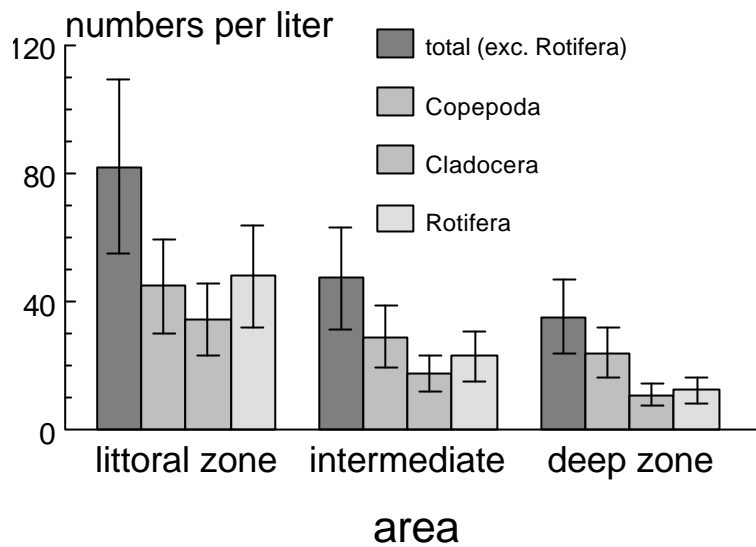 numbers per liter
120
80
40
0
total (exc. Rotifera)
Copepoda
Cladocera
Rotifera
littoral zone intermediate deep zone
area